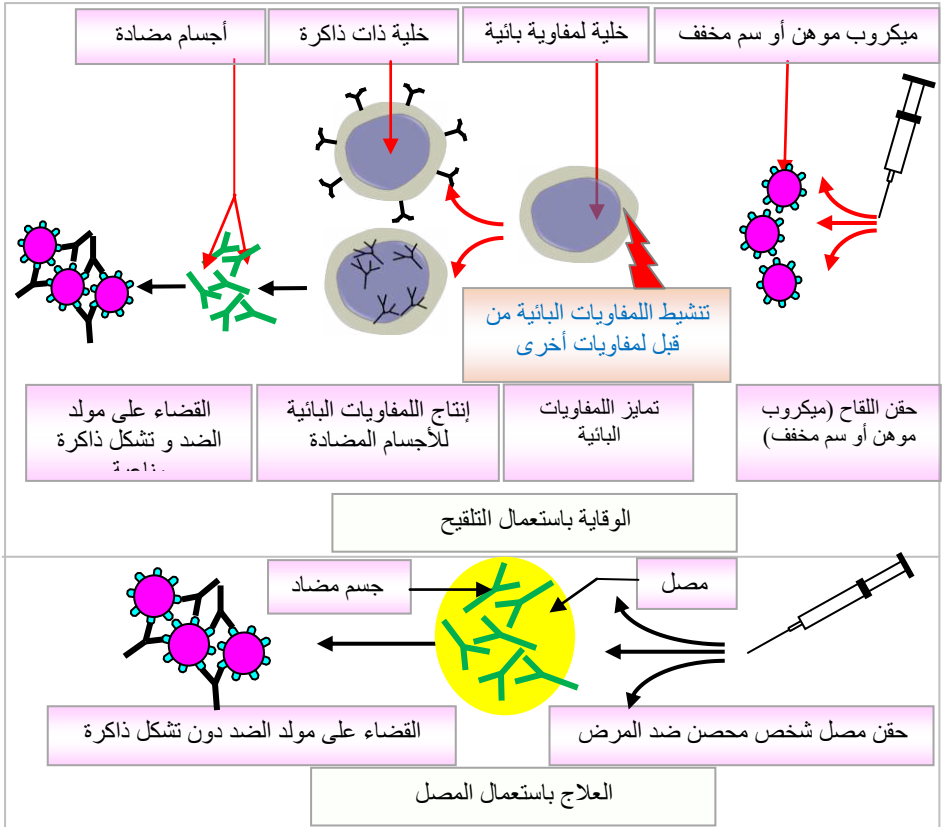 ميكروب موهن أو سم مخفف
خلية لمفاوية بائية
خلية ذات ذاكرة
أجسام مضادة
تنشيط اللمفاويات البائية من
قبل لمفاويات أخرى
حقن اللقاح (ميكروب
موهن أو سم مخفف)
تمايز اللمفاويات
البائية
إنتاج اللمفاويات البائية
للأجسام المضادة
القضاء على مولد
الضد و تشكل ذاكرة
الوقاية باستعمال التلقيح
مصل
جسم مضاد
حقن مصل شخص محصن ضد المرض
القضاء على مولد الضد دون تشكل ذاكرة
العلاج باستعمال المصل